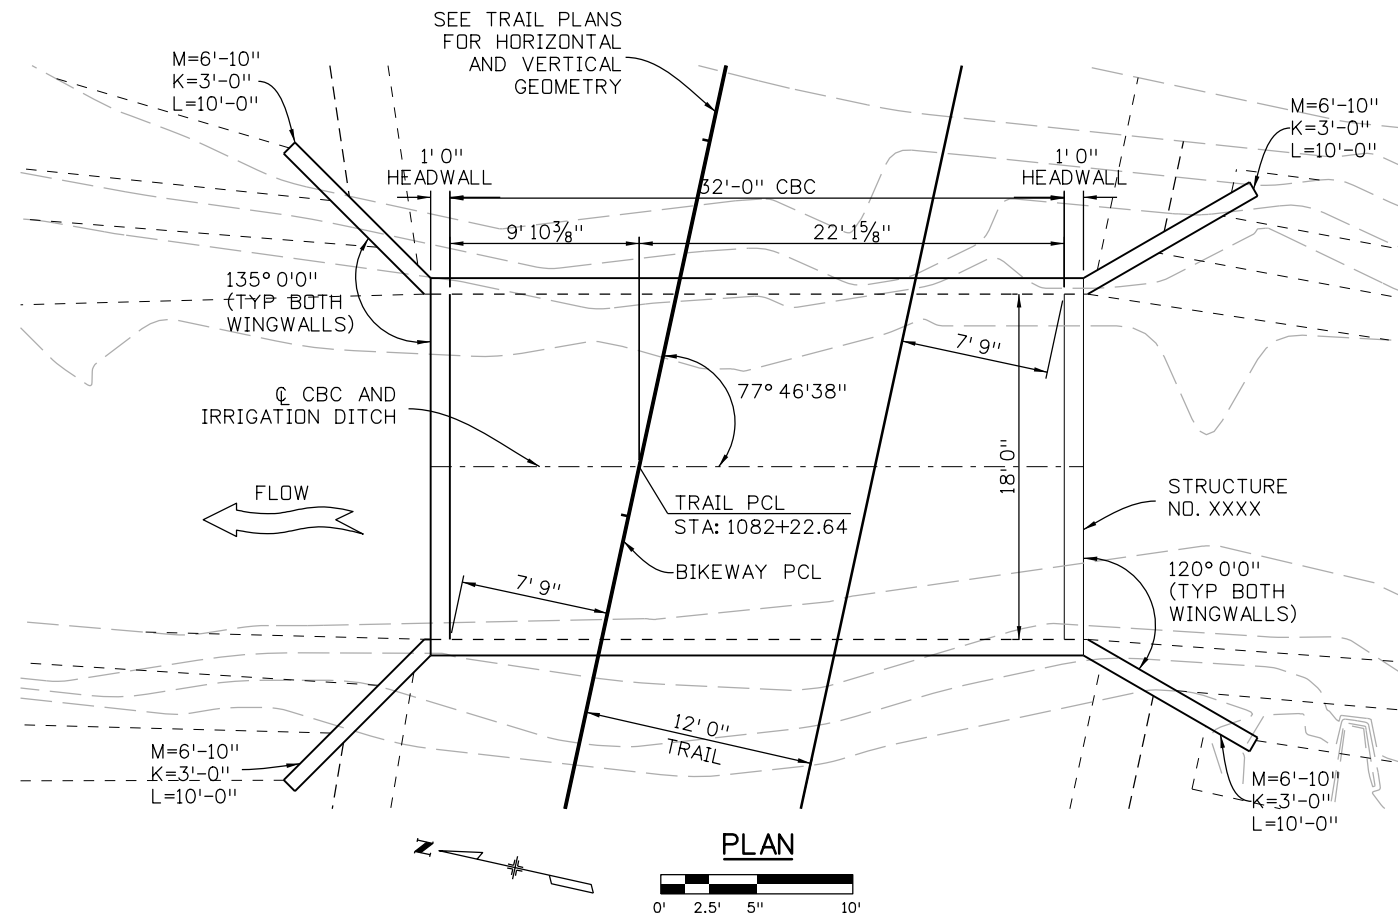 SEE TRAIL PLANS
FOR HORIZONTAL
AND VERTICAL
GEOMETRY
M=6'-10"
K=3'-0"
L=10'-0"
M=6'-10"
K=3'-0"
L=10'-0"
1' 0"
HEADWALL
32'-0" CBC
1' 0"
HEADWALL
9' 10⅜"
22' 1⅝"
135° 0'0"
(TYP BOTH
WINGWALLS)
7' 9"
77° 46'38"
℄ CBC AND
IRRIGATION DITCH
18' 0"
FLOW
TRAIL PCL
STA: 1082+22.64
STRUCTURE
NO. XXXX
BIKEWAY PCL
7' 9"
120° 0'0"
(TYP BOTH
WINGWALLS)
12' 0"
TRAIL
M=6'-10"
K=3'-0"
L=10'-0"
M=6'-10"
K=3'-0"
L=10'-0"
N
PLAN
0' 2.5' 5" 10'